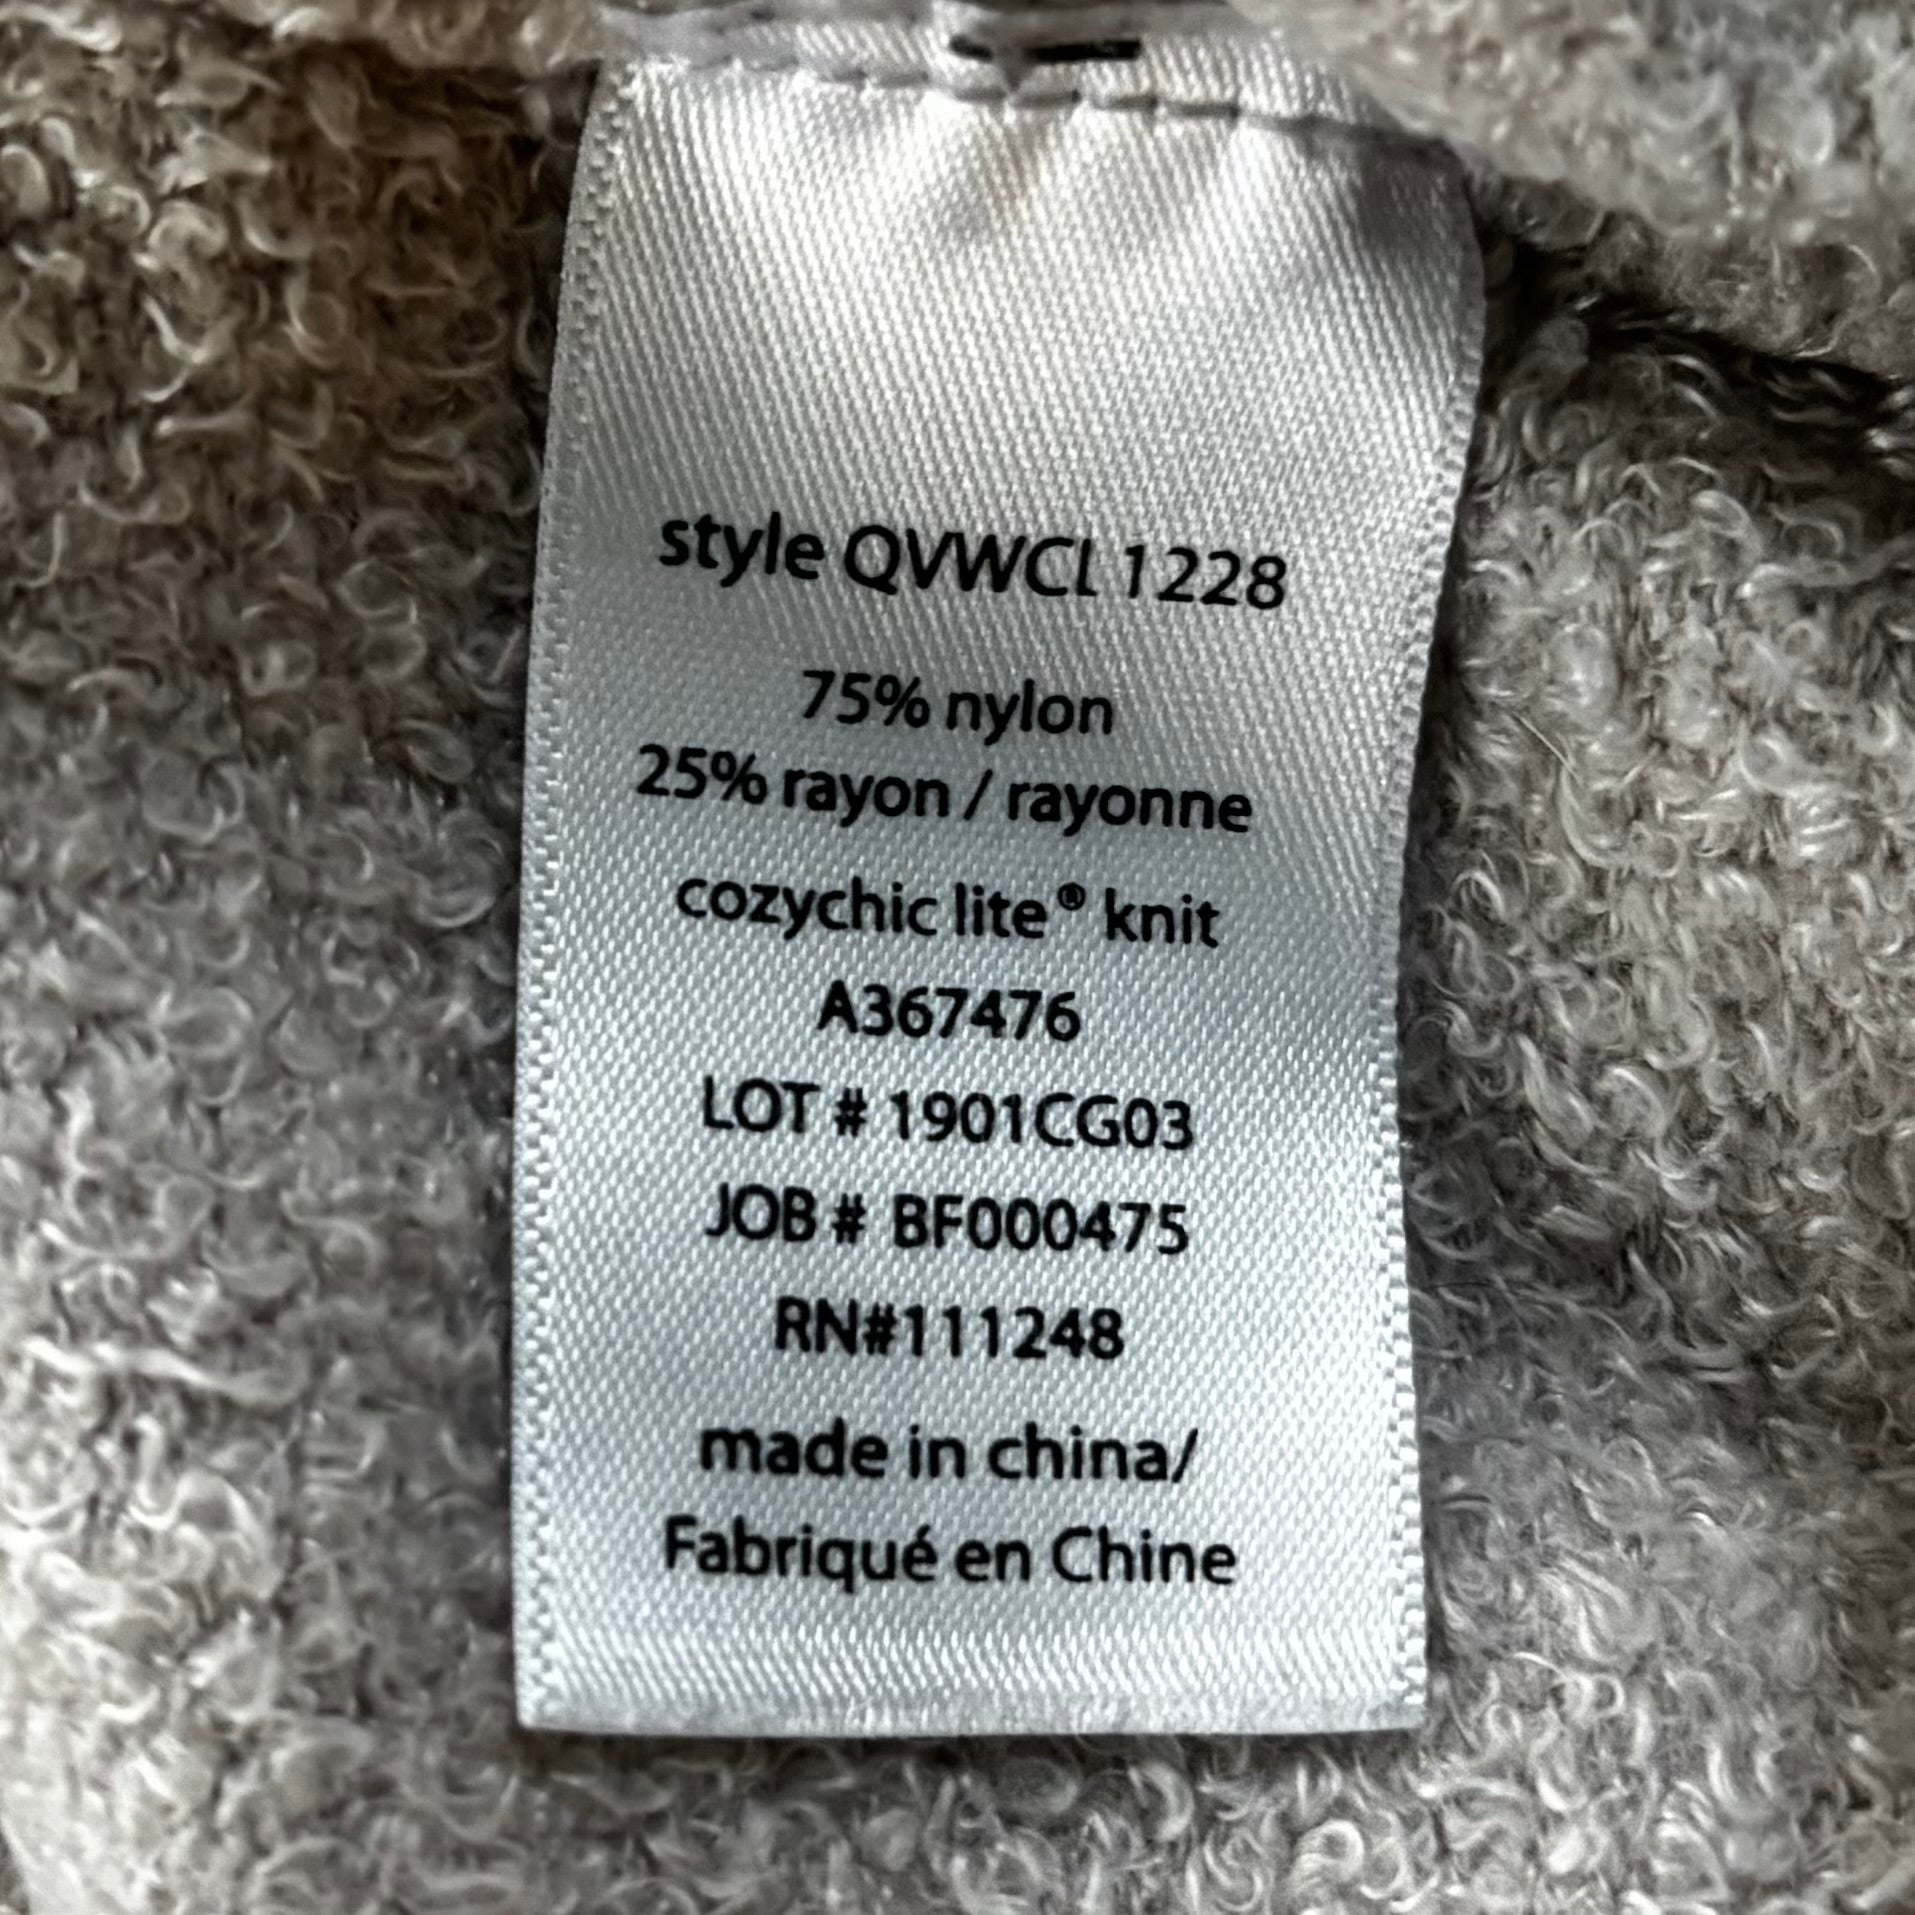 style QVWCL 1228
75% nylon
25% rayon / rayonne
cozychic lite® knit
A367476
LOT # 1901CG03
JOB # BF000475
RN#111248
made in china/
Fabriqué en Chine